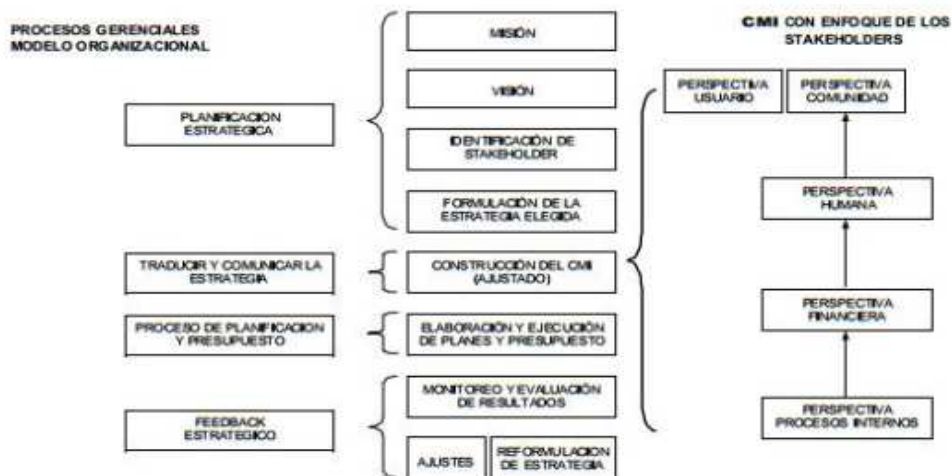 PROCESOS GERENCIALES
MODELO ORGANIZACIONAL
PLANIFICACION
ESTRATEGICA
TRADUCIR Y COMUNICAR LA
ESTRATEGIA
PROCESO DE PLANIFICACION
Y PRESUPUESTO
FEEDBACK
ESTRATEGICO
MISIÓN
VISIÓN
IDENTIFICACIÓN DE
STAKEHOLDER
FORMULACIÓN DE LA
ESTRATEGIA ELEGIDA
CONSTRUCCIÓN DEL CMI
(AJUSTADO)
ELABORACIÓN Y EJECUCIÓN
DE PLANES Y PRESUPUESTO
MONITOREO Y EVALUACIÓN
DE RESULTADOS
AJUSTES
REFORMULACION
DE ESTRATEGIA
CMI CON ENFOQUE DE LOS
STAKEHOLDERS
PERSPECTIVA
USUARIO
PERSPECTIVA
COMUNIDAD
PERSPECTIVA
HUMANA
PERSPECTIVA
FINANCIERA
PERSPECTIVA
PROCESOS INTERNOS